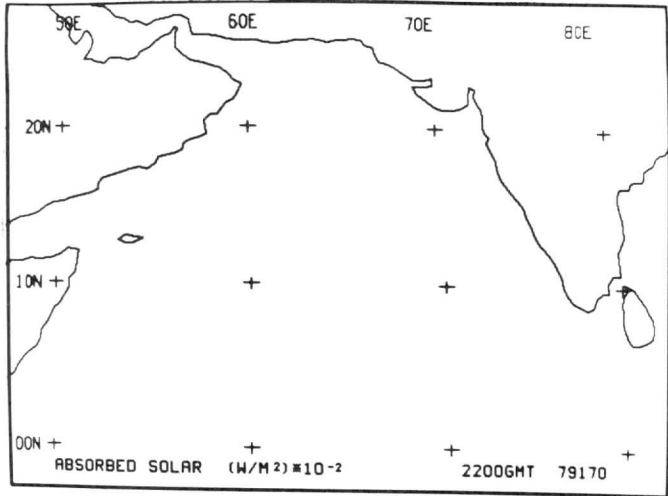 50E 60E 70E 80E
20N
10N
00N
ABSORBED SOLAR (W/M²)*10⁻² 2200GMT 79170